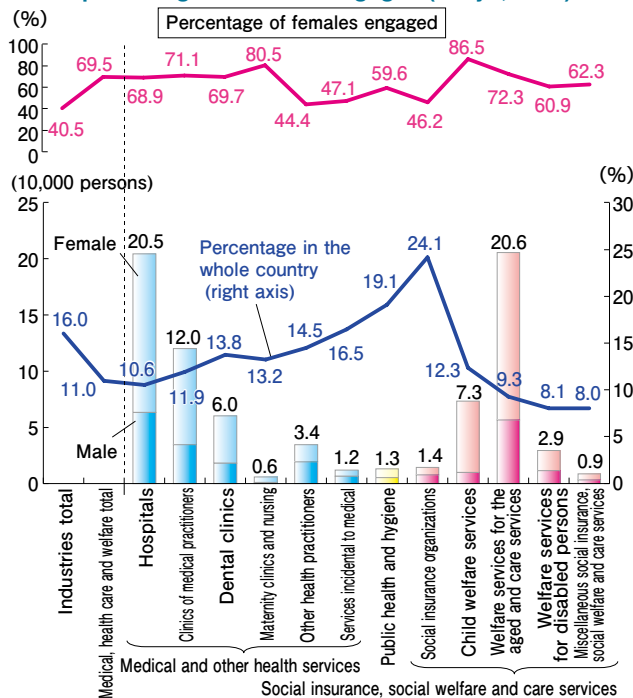 Percentage of females engaged
(%)
100
80
60
40
20
0
40.5
69.5
68.9
71.1
69.7
80.5
44.4
47.1
59.6
46.2
86.5
72.3
60.9
62.3
(10,000 persons)
(%)
25
20
15
10
5
0
30
25
20
15
10
5
0
Female
Male
Percentage in the
whole country
(right axis)
20.5
12.0
6.0
0.6
3.4
1.2
1.3
1.4
7.3
20.6
2.9
0.9
16.0
11.0
10.6
11.9
13.8
13.2
14.5
16.5
19.1
24.1
12.3
9.3
8.1
8.0
Industries total
Medical, health care and welfare total
Hospitals
Clinics of medical practitioners
Dental clinics
Maternity clinics and nursing
Other health practitioners
Services incidental to medical
Public health and hygiene
Social insurance organizations
Child welfare services
Welfare services for the
aged and care services
Welfare services
for disabled persons
Miscellaneous social insurance,
social welfare and care services
Medical and other health services
Social insurance, social welfare and care services